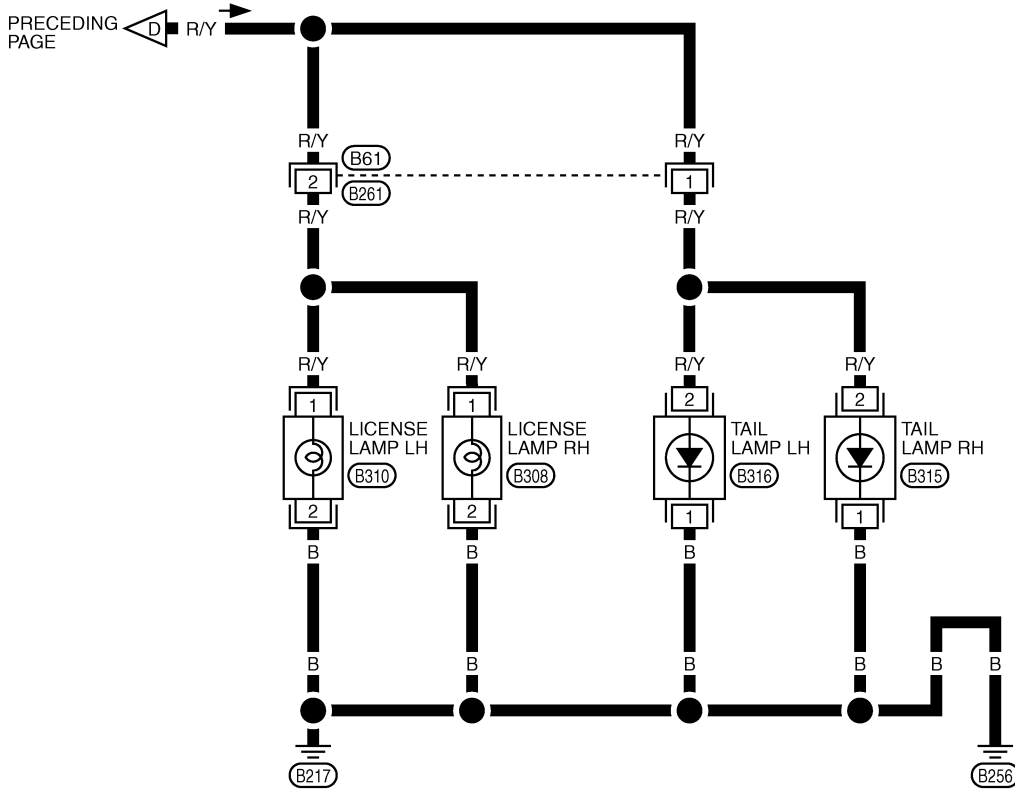 PRECEDING
PAGE
D
R/Y
R/Y
R/Y
B61
2
1
B261
R/Y
R/Y
R/Y
R/Y
R/Y
R/Y
1
1
2
2
LICENSE
LAMP LH
B310
LICENSE
LAMP RH
B308
TAIL
LAMP LH
B316
TAIL
LAMP RH
B315
2
2
1
1
B
B
B
B
B
B
B
B
B
B
B217
B256